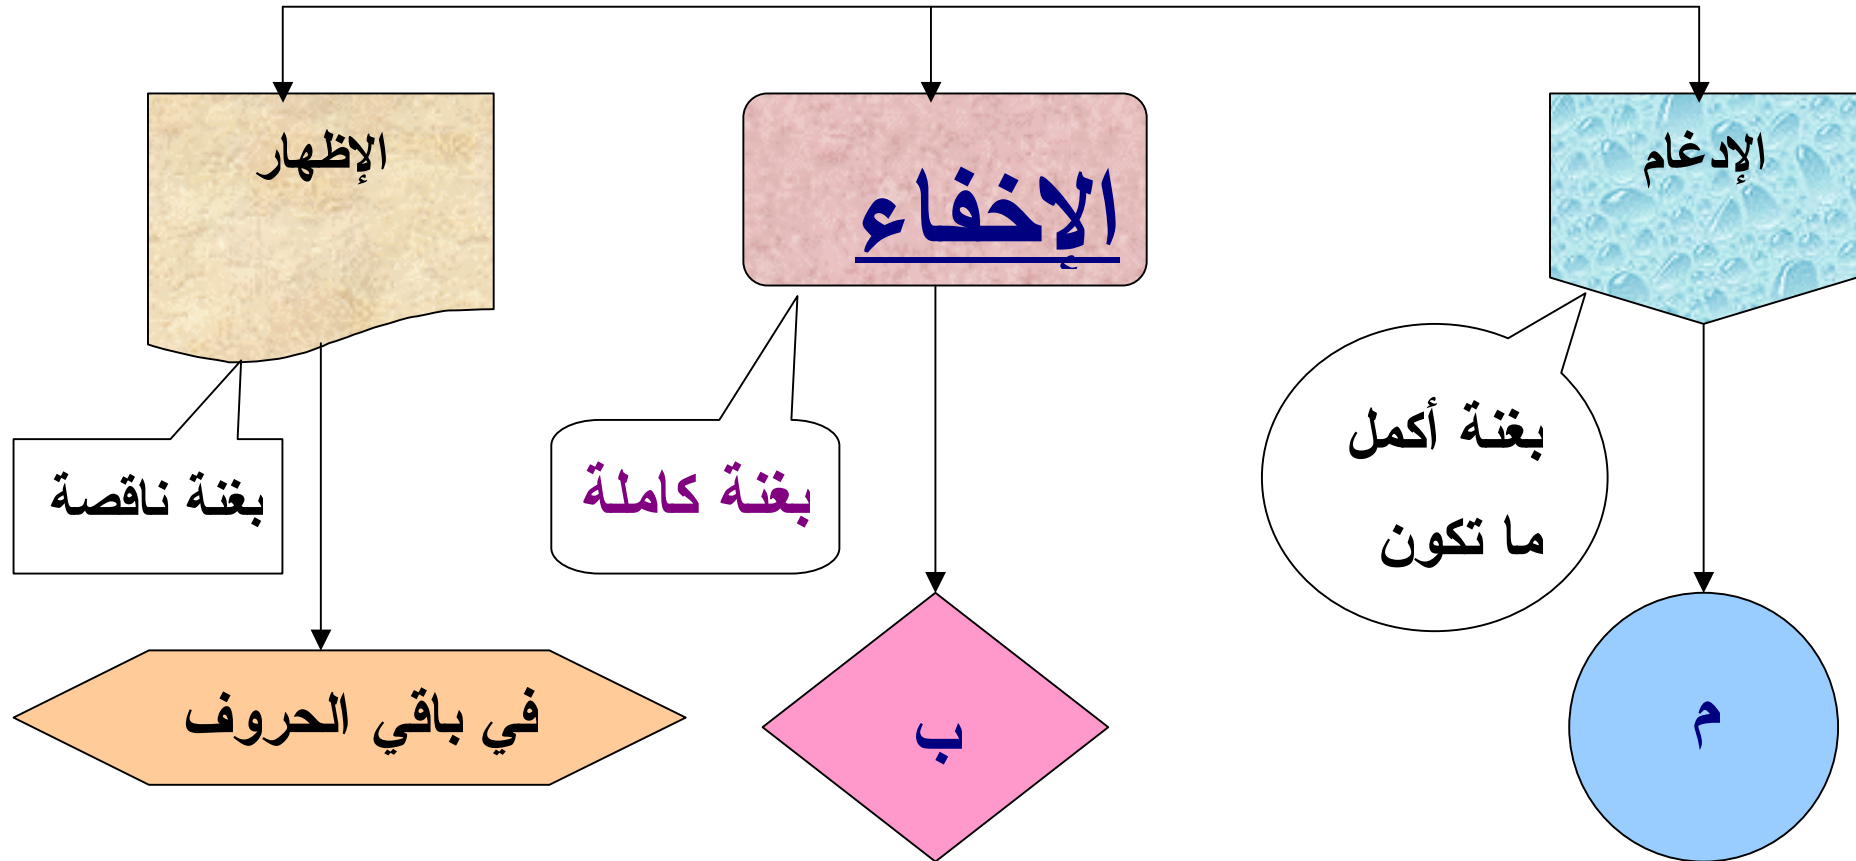 الإدغام
الإخفاء
الإظهار
بغنة أكمل
ما تكون
بغنة كاملة
بغنة ناقصة
م
ب
في باقي الحروف